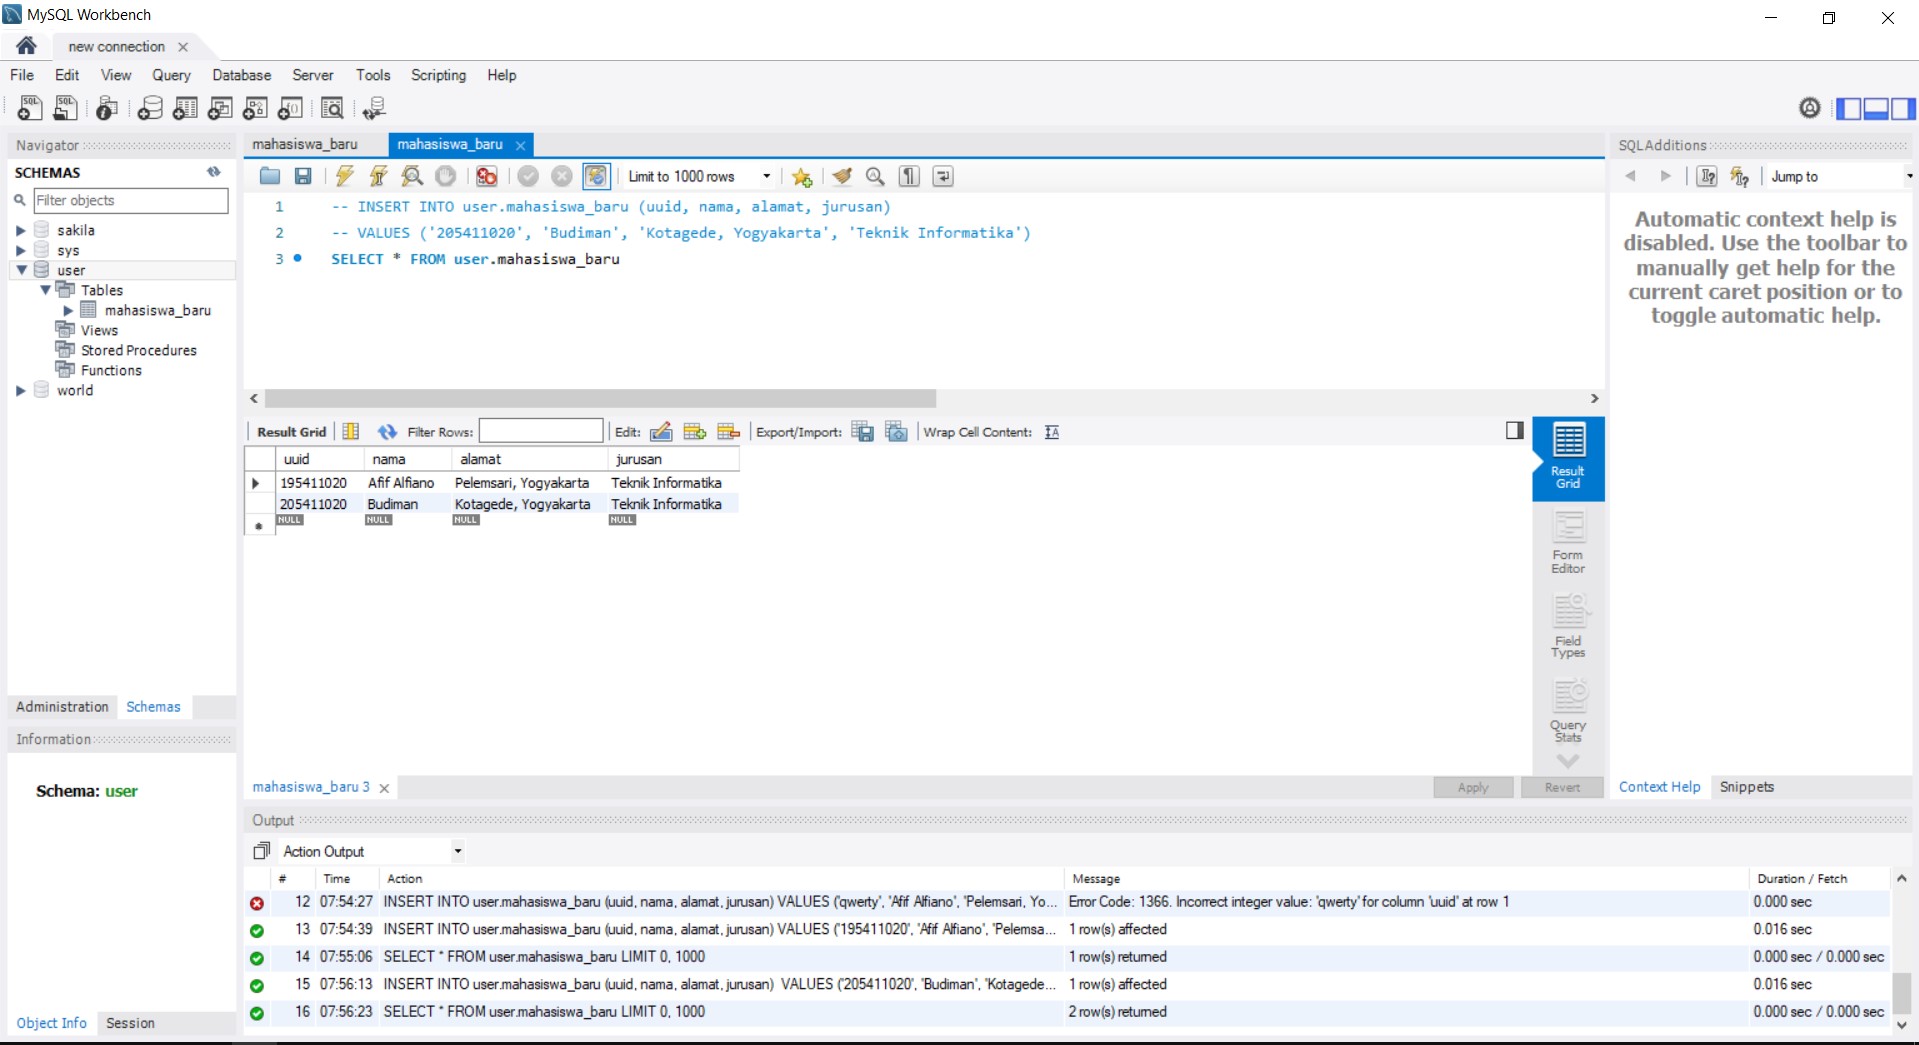 MySQL Workbench
new connection
File Edit View Query Database Server Tools Scripting Help
Navigator
SCHEMAS
Filter objects
sakila
sys
user
Tables
mahasiswa_baru
Views
Stored Procedures
Functions
world
Administration Schemas
Information
Schema: user
Object Info Session
mahasiswa_baru mahasiswa_baru
Limit to 1000 rows
1 -- INSERT INTO user.mahasiswa_baru (uuid, nama, alamat, jurusan)
2 -- VALUES ('205411020', 'Budiman', 'Kotagede, Yogyakarta', 'Teknik Informatika')
3 SELECT * FROM user.mahasiswa_baru
Result Grid Filter Rows: Edit: Export/Import: Wrap Cell Content:
uuid nama alamat jurusan
195411020 Afif Alfiano Pelemsari, Yogyakarta Teknik Informatika
205411020 Budiman Kotagede, Yogyakarta Teknik Informatika
NULL NULL NULL NULL
Result
Grid
Form
Editor
Field
Types
Query
Stats
mahasiswa_baru 3
Apply Revert
SQLAdditions
Jump to
Automatic context help is
disabled. Use the toolbar to
manually get help for the
current caret position or to
toggle automatic help.
Context Help Snippets
Output
Action Output
# Time Action Message Duration / Fetch
12 07:54:27 INSERT INTO user.mahasiswa_baru (uuid, nama, alamat, jurusan) VALUES ('qwerty', 'Afif Alfiano', 'Pelemsari, Yo... Error Code: 1366. Incorrect integer value: 'qwerty' for column 'uuid' at row 1 0.000 sec
13 07:54:39 INSERT INTO user.mahasiswa_baru (uuid, nama, alamat, jurusan) VALUES ('195411020', 'Afif Alfiano', 'Pelemsa... 1 row(s) affected 0.016 sec
14 07:55:06 SELECT * FROM user.mahasiswa_baru LIMIT 0, 1000 1 row(s) returned 0.000 sec / 0.000 sec
15 07:56:13 INSERT INTO user.mahasiswa_baru (uuid, nama, alamat, jurusan) VALUES ('205411020', 'Budiman', 'Kotagede... 1 row(s) affected 0.016 sec
16 07:56:23 SELECT * FROM user.mahasiswa_baru LIMIT 0, 1000 2 row(s) returned 0.000 sec / 0.000 sec